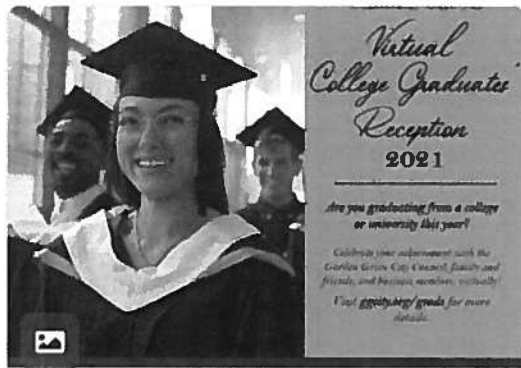 Virtual
College Graduates'
Reception
2021
Are you graduating from a college
or university this year?
Celebrate your achievement with the
Garden Grove City Council, family and
friends, and business members, virtually!
Visit ggcity.org/grads for more
details.